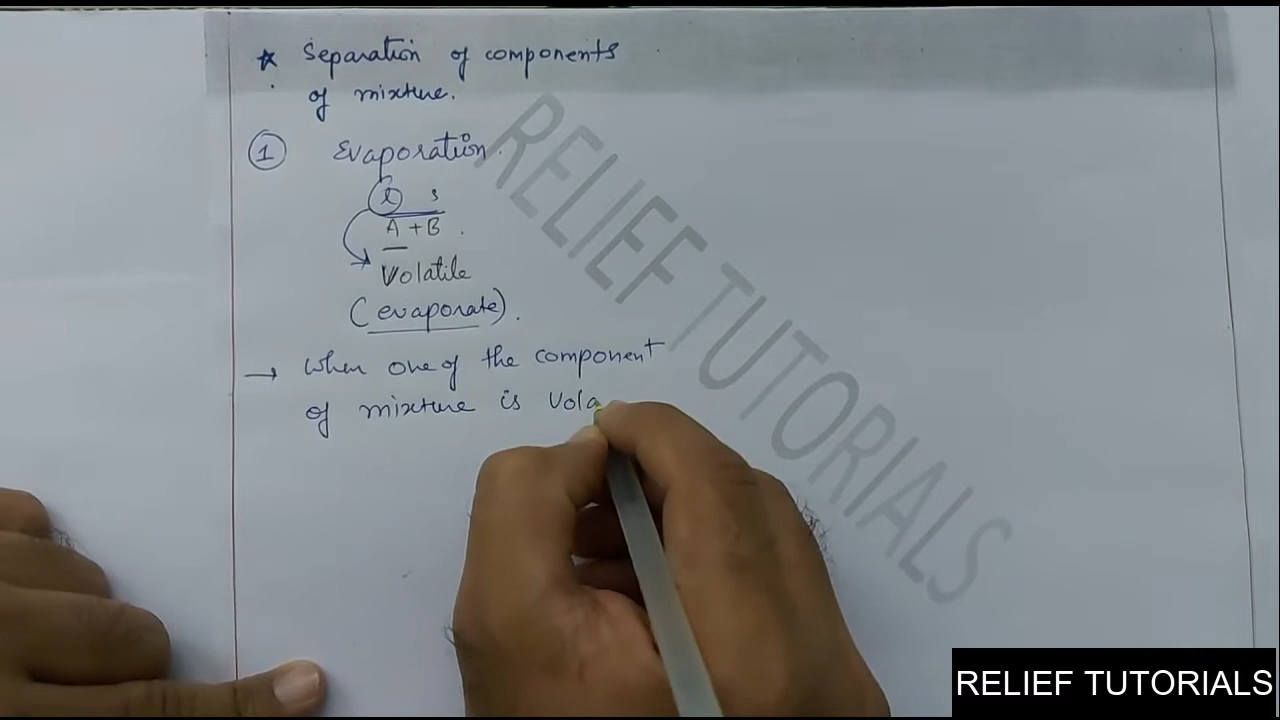 * Separation of components
of mixture.
1 Evaporation.
l s
A + B.
Volatile
(evaporate).
→ When one of the component
of mixture is Vola
RELIEF TUTORIALS
RELIEF TUTORIALS